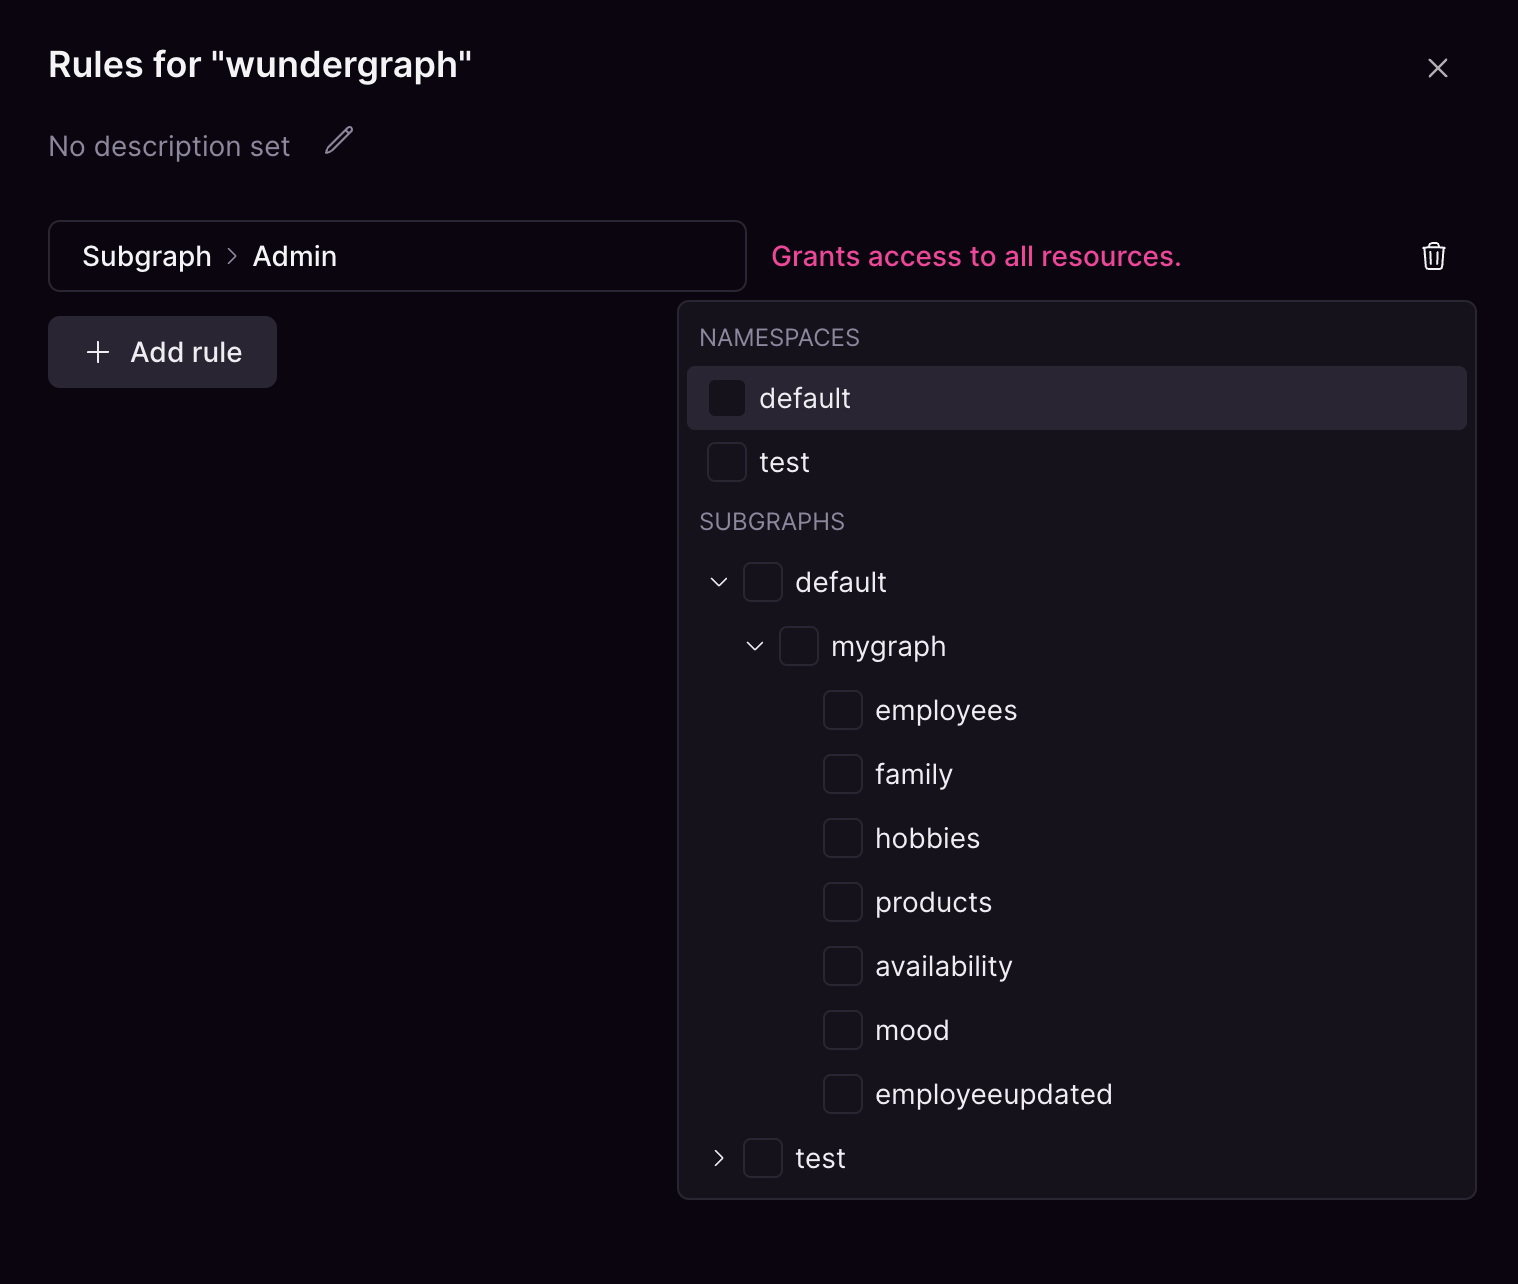 Rules for "wundergraph"
No description set
Subgraph > Admin
Grants access to all resources.
Add rule
NAMESPACES
default
test
SUBGRAPHS
default
mygraph
employees
family
hobbies
products
availability
mood
employeeupdated
test